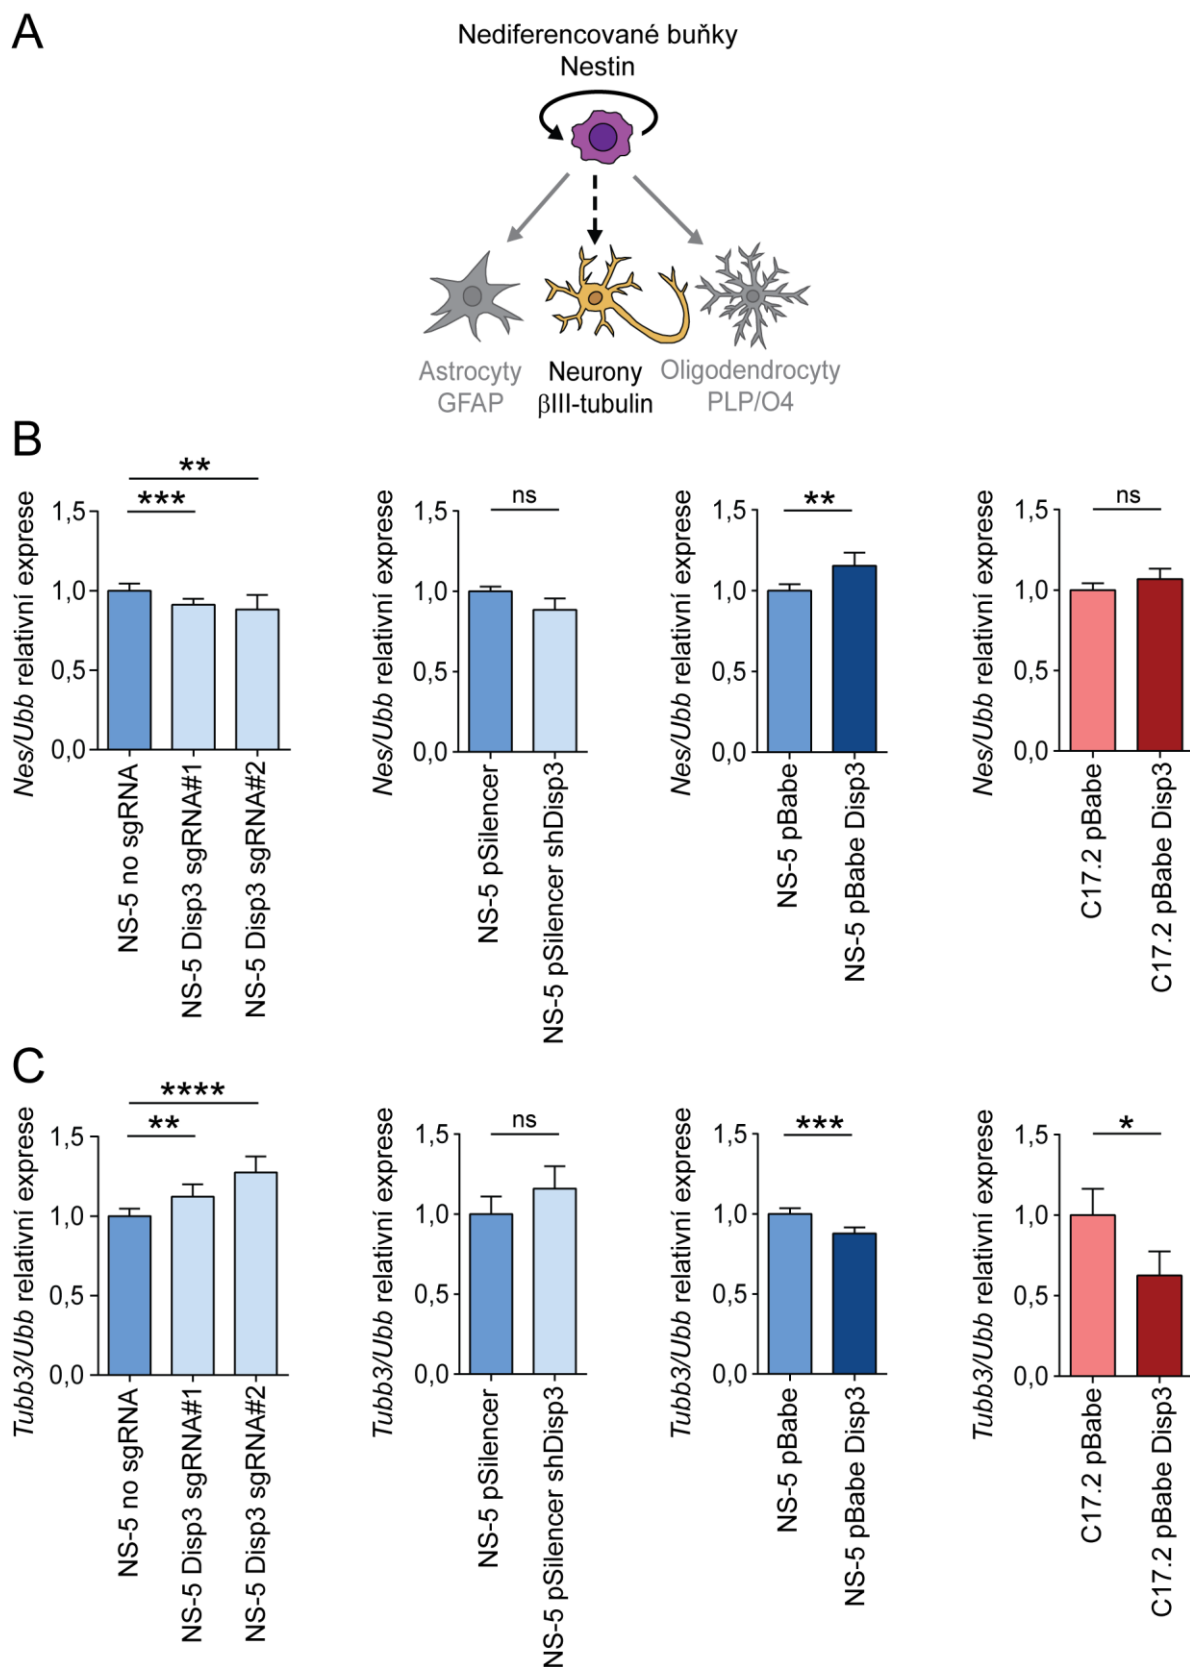 A
Nediferencované buňky
Nestin
Astrocyty
GFAP
Neurony
βIII-tubulin
Oligodendrocyty
PLP/O4
B
Nes/Ubb relativní exprese
1,5
1,0
0,5
0,0
**
***
NS-5 no sgRNA
NS-5 Disp3 sgRNA#1
NS-5 Disp3 sgRNA#2
Nes/Ubb relativní exprese
1,5
1,0
0,5
0,0
ns
NS-5 pSilencer
NS-5 pSilencer shDisp3
Nes/Ubb relativní exprese
1,5
1,0
0,5
0,0
**
NS-5 pBabe
NS-5 pBabe Disp3
Nes/Ubb relativní exprese
1,5
1,0
0,5
0,0
ns
C17.2 pBabe
C17.2 pBabe Disp3
C
Tubb3/Ubb relativní exprese
1,5
1,0
0,5
0,0
****
**
NS-5 no sgRNA
NS-5 Disp3 sgRNA#1
NS-5 Disp3 sgRNA#2
Tubb3/Ubb relativní exprese
1,5
1,0
0,5
0,0
ns
NS-5 pSilencer
NS-5 pSilencer shDisp3
Tubb3/Ubb relativní exprese
1,5
1,0
0,5
0,0
***
NS-5 pBabe
NS-5 pBabe Disp3
Tubb3/Ubb relativní exprese
1,5
1,0
0,5
0,0
*
C17.2 pBabe
C17.2 pBabe Disp3